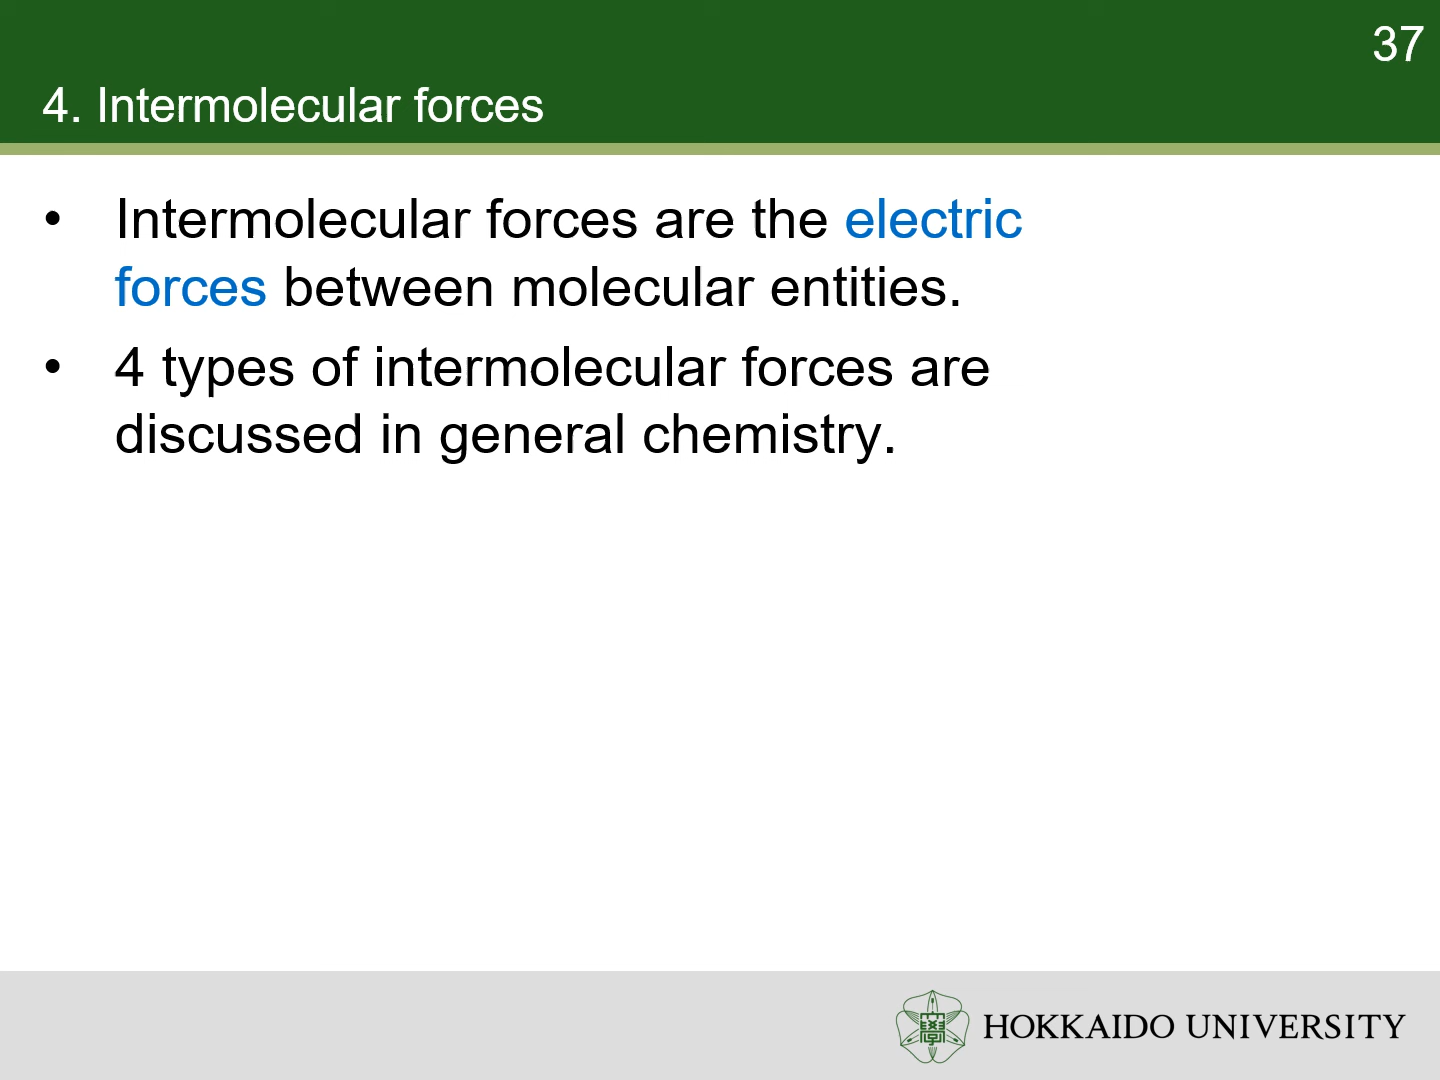 37
4. Intermolecular forces
• Intermolecular forces are the electric
forces between molecular entities.
• 4 types of intermolecular forces are
discussed in general chemistry.
HOKKAIDO UNIVERSITY